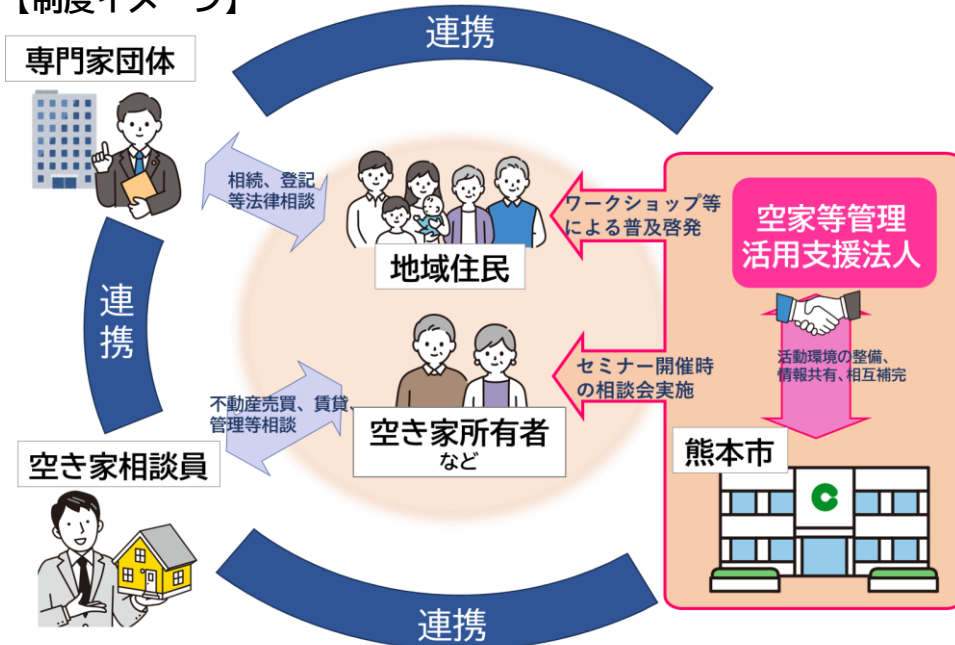 【制度イメージ】
連携
専門家団体
相続、登記
等法律相談
地域住民
ワークショップ等
による普及啓発
空家等管理
活用支援法人
連
携
活動環境の整備、
情報共有、相互補完
セミナー開催時
の相談会実施
不動産売買、賃貸、
管理等相談
空き家所有者
など
熊本市
空き家相談員
連携